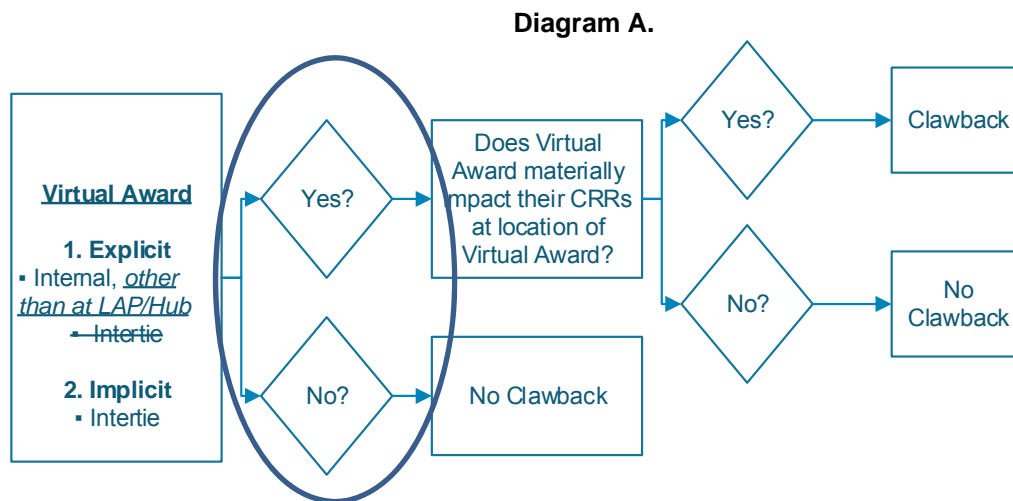 Diagram A.
Virtual Award
1. Explicit
▪ Internal, other
than at LAP/Hub
▪ Intertie
2. Implicit
▪ Intertie
Yes?
No?
Does Virtual
Award materially
impact their CRRs
at location of
Virtual Award?
No Clawback
Yes?
No?
Clawback
No
Clawback